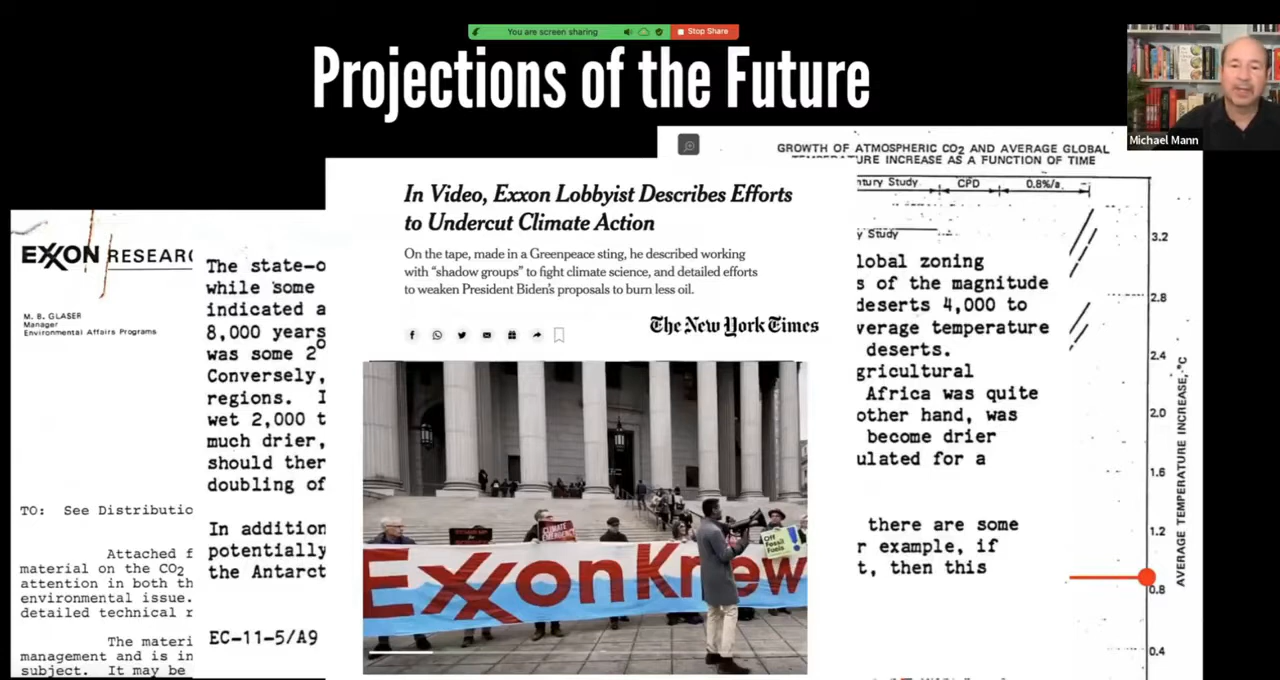 You are screen sharing
Stop Share
Projections of the Future
Michael Mann
GROWTH OF ATMOSPHERIC CO2 AND AVERAGE GLOBAL
TEMPERATURE INCREASE AS A FUNCTION OF TIME
ntury Study
CPD
0.8%/a
y Study
3.2
2.8
2.4
2.0
1.6
1.2
0.8
0.4
AVERAGE TEMPERATURE INCREASE, °C
In Video, Exxon Lobbyist Describes Efforts
to Undercut Climate Action
On the tape, made in a Greenpeace sting, he described working
with “shadow groups” to fight climate science, and detailed efforts
to weaken President Biden’s proposals to burn less oil.
The New York Times
CLIMATE
EMERGENCY
Off
Fossil
Fuels
!
ExxonKnew
EXXON RESEARC
M. B. GLASER
Manager
Environmental Affairs Programs
TO: See Distributio
Attached f
material on the CO2
attention in both th
environmental issue.
detailed technical r
The materi
management and is in
subject. It may be
The state-o
while some
indicated a
8,000 years
was some 2°
Conversely,
regions. I
wet 2,000 t
much drier,
should ther
doubling of
In addition
potentially
the Antarct
EC-11-5/A9
lobal zoning
s of the magnitude
deserts 4,000 to
verage temperature
deserts.
gricultural
Africa was quite
other hand, was
become drier
ulated for a
there are some
r example, if
t, then this